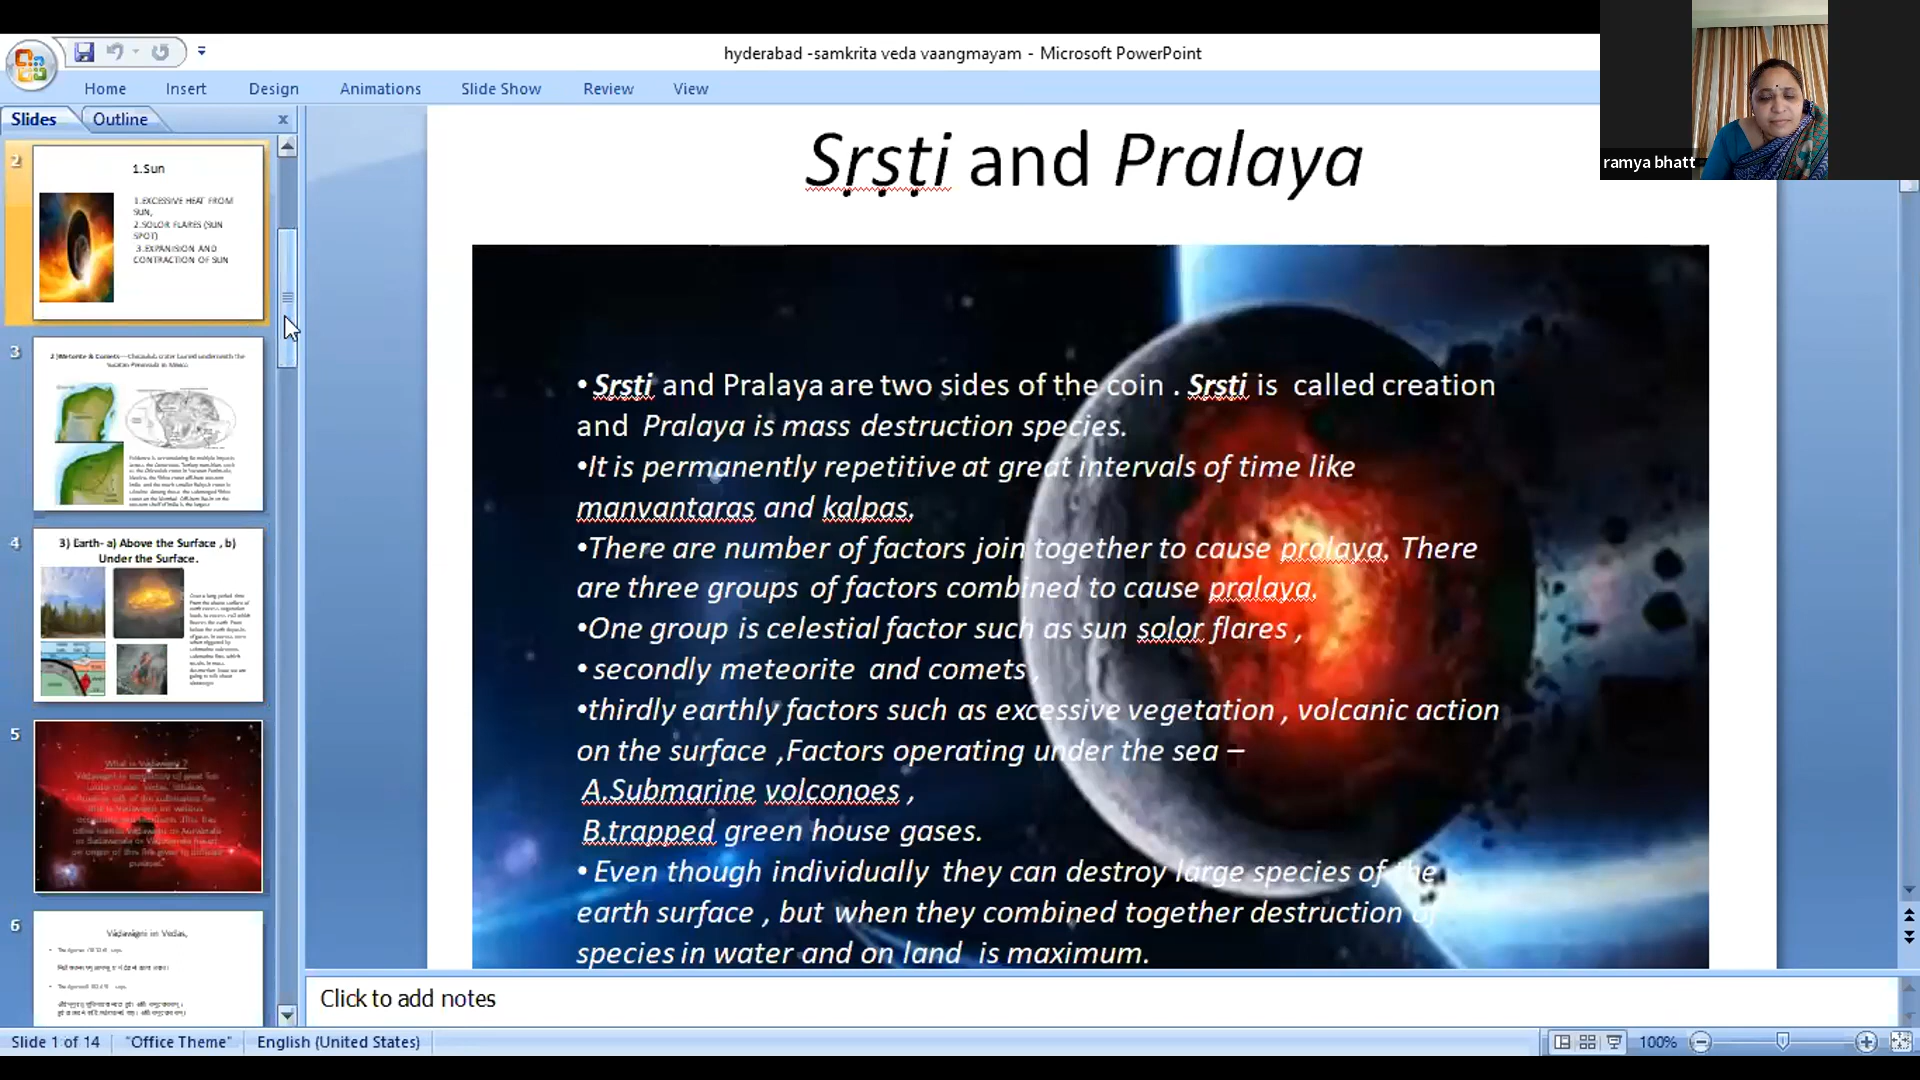 hyderabad -samkrita veda vaangmayam - Microsoft PowerPoint
Home Insert Design Animations Slide Show Review View
ramya bhatt
Slides Outline
2
1.Sun
1.EXCESSIVE HEAT FROM
SUN,
2.SOLOR FLARES (SUN
SPOT)
3.EXPANISION AND
CONTRACTION OF SUN
3
4
3) Earth- a) Above the Surface , b)
Under the Surface.
5
6
Sṛṣṭi and Pralaya
• Srsti and Pralaya are two sides of the coin . Srsti is called creation
and Pralaya is mass destruction species.
•It is permanently repetitive at great intervals of time like
manvantaras and kalpas.
•There are number of factors join together to cause pralaya. There
are three groups of factors combined to cause pralaya.
•One group is celestial factor such as sun solor flares ,
• secondly meteorite and comets ,
•thirdly earthly factors such as excessive vegetation , volcanic action
on the surface ,Factors operating under the sea –
A.Submarine volconoes ,
B.trapped green house gases.
• Even though individually they can destroy large species of the
earth surface , but when they combined together destruction of
species in water and on land is maximum.
Click to add notes
Slide 1 of 14 "Office Theme" English (United States) 100%